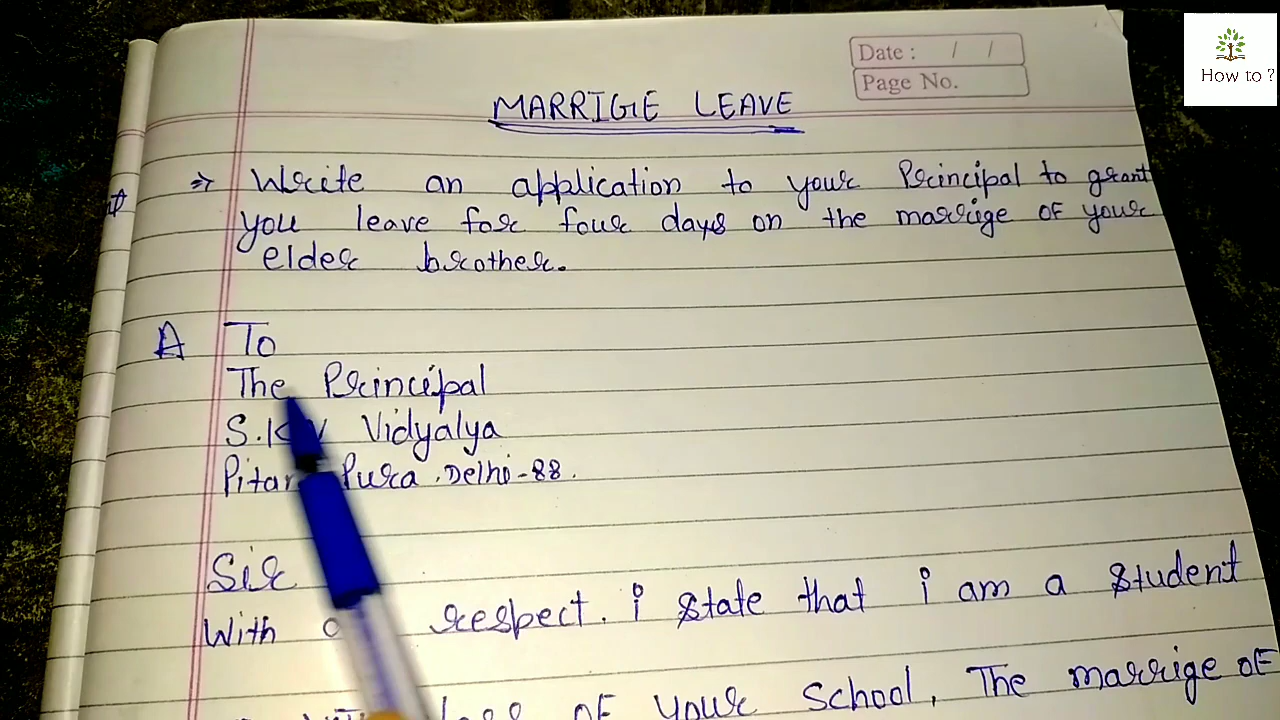 How to ?
Date : / /
Page No.
MARRIGE LEAVE
⇒ Write an application to your Principal to grant
you leave for four days on the marrige of your
elder brother.
A To
The Principal
S.KV Vidyalya
Pura .Delhi-88.
Sir
With respect. i state that i am a student
of your School, The marrige of